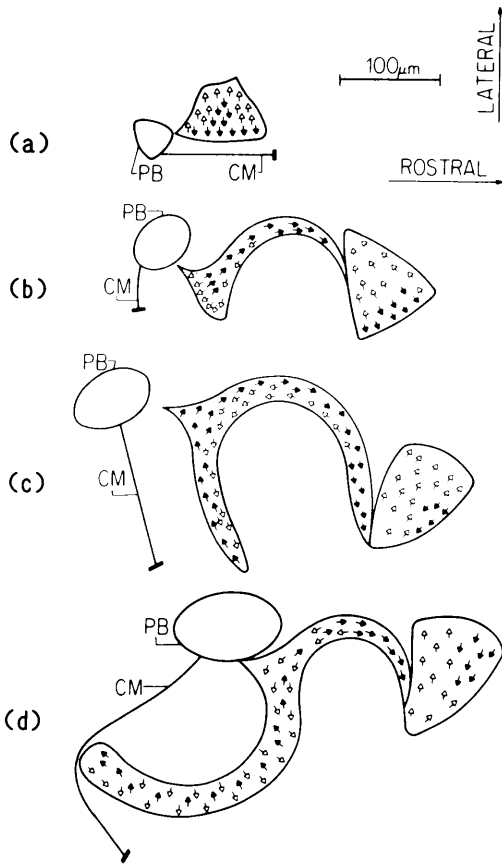 100µm
LATERAL
ROSTRAL
(a)
PB
CM
PB
CM
(b)
PB
CM
(c)
PB
CM
(d)